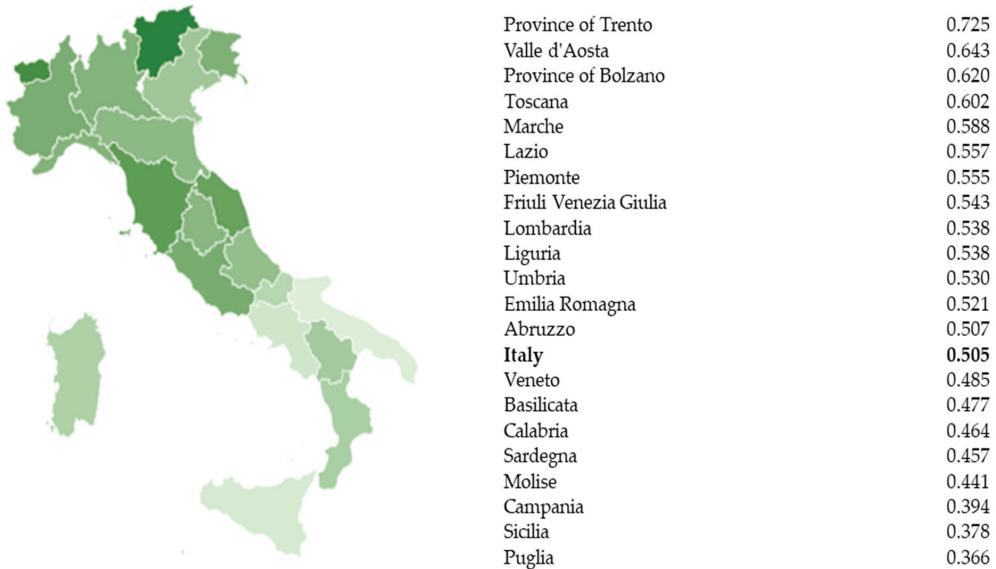 Province of Trento 0.725
Valle d'Aosta 0.643
Province of Bolzano 0.620
Toscana 0.602
Marche 0.588
Lazio 0.557
Piemonte 0.555
Friuli Venezia Giulia 0.543
Lombardia 0.538
Liguria 0.538
Umbria 0.530
Emilia Romagna 0.521
Abruzzo 0.507
Italy 0.505
Veneto 0.485
Basilicata 0.477
Calabria 0.464
Sardegna 0.457
Molise 0.441
Campania 0.394
Sicilia 0.378
Puglia 0.366